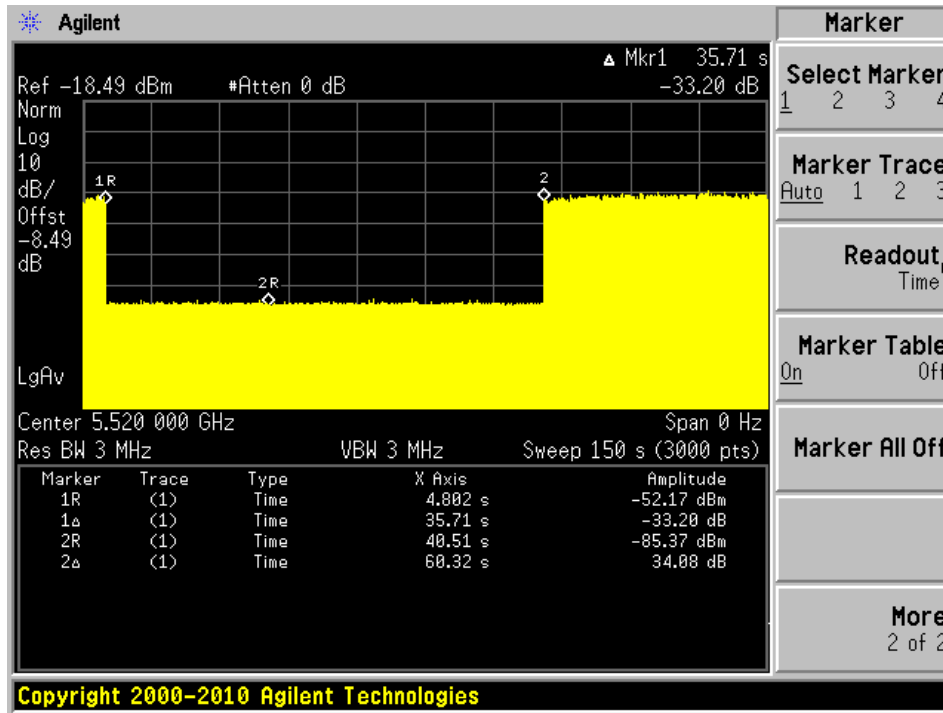 Agilent
Marker
Δ Mkr1 35.71 s
Ref -18.49 dBm #Atten 0 dB -33.20 dB
Norm
Log
10
dB/
Offst
-8.49
dB
LgAv
1R
2
2R
Center 5.520 000 GHz Span 0 Hz
Res BW 3 MHz VBW 3 MHz Sweep 150 s (3000 pts)
Marker Trace Type X Axis Amplitude
1R (1) Time 4.802 s -52.17 dBm
1Δ (1) Time 35.71 s -33.20 dB
2R (1) Time 40.51 s -85.37 dBm
2Δ (1) Time 60.32 s 34.08 dB
Select Marker
1 2 3 4
Marker Trace
Auto 1 2 3
Readout,
Time
Marker Table
On Off
Marker All Off
More
2 of 2
Copyright 2000-2010 Agilent Technologies